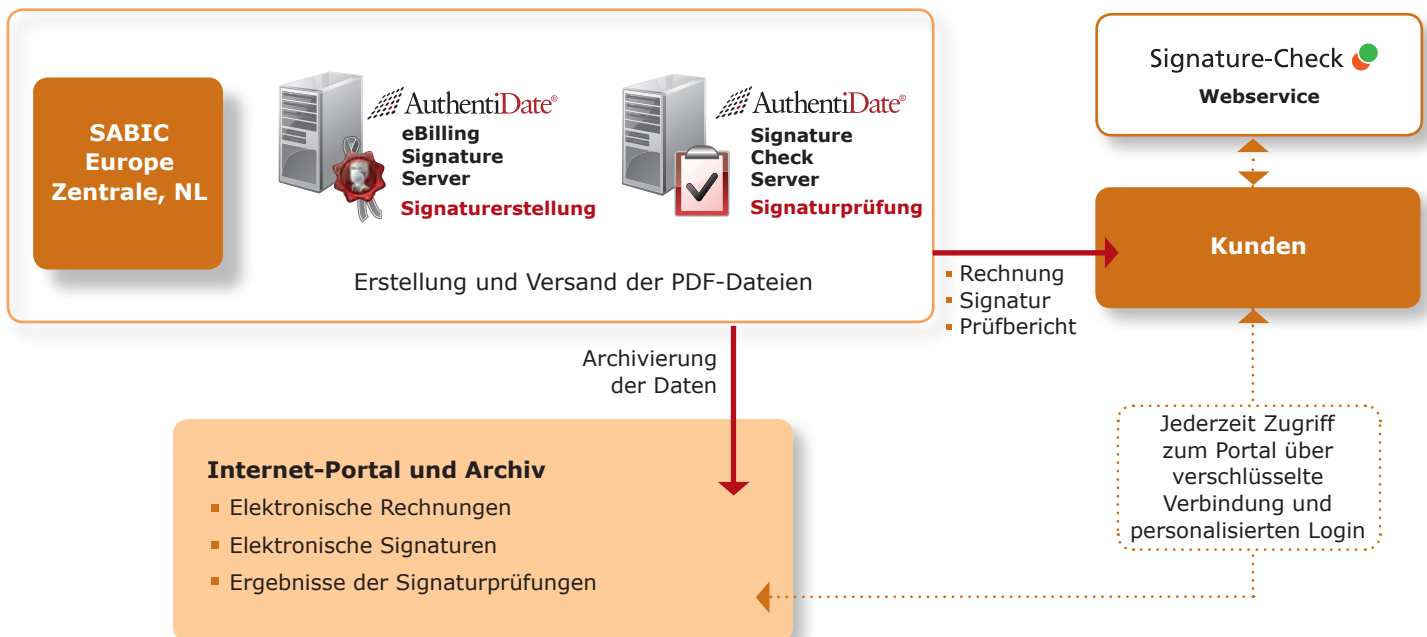 SABIC
Europe
Zentrale, NL
AuthentiDate®
eBilling
Signature
Server
Signaturerstellung
AuthentiDate®
Signature
Check
Server
Signaturprüfung
Erstellung und Versand der PDF-Dateien
Signature-Check
Webservice
Kunden
Rechnung
Signatur
Prüfbericht
Archivierung
der Daten
Internet-Portal und Archiv
Elektronische Rechnungen
Elektronische Signaturen
Ergebnisse der Signaturprüfungen
Jederzeit Zugriff
zum Portal über
verschlüsselte
Verbindung und
personalisierten Login